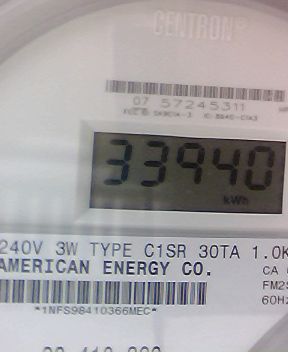 CENTRON®
07 57245311
33940
kWh
240V 3W TYPE C1SR 30TA 1.0K
AMERICAN ENERGY CO.
CA
FM2S
60Hz
*1NFS98410366MEC*